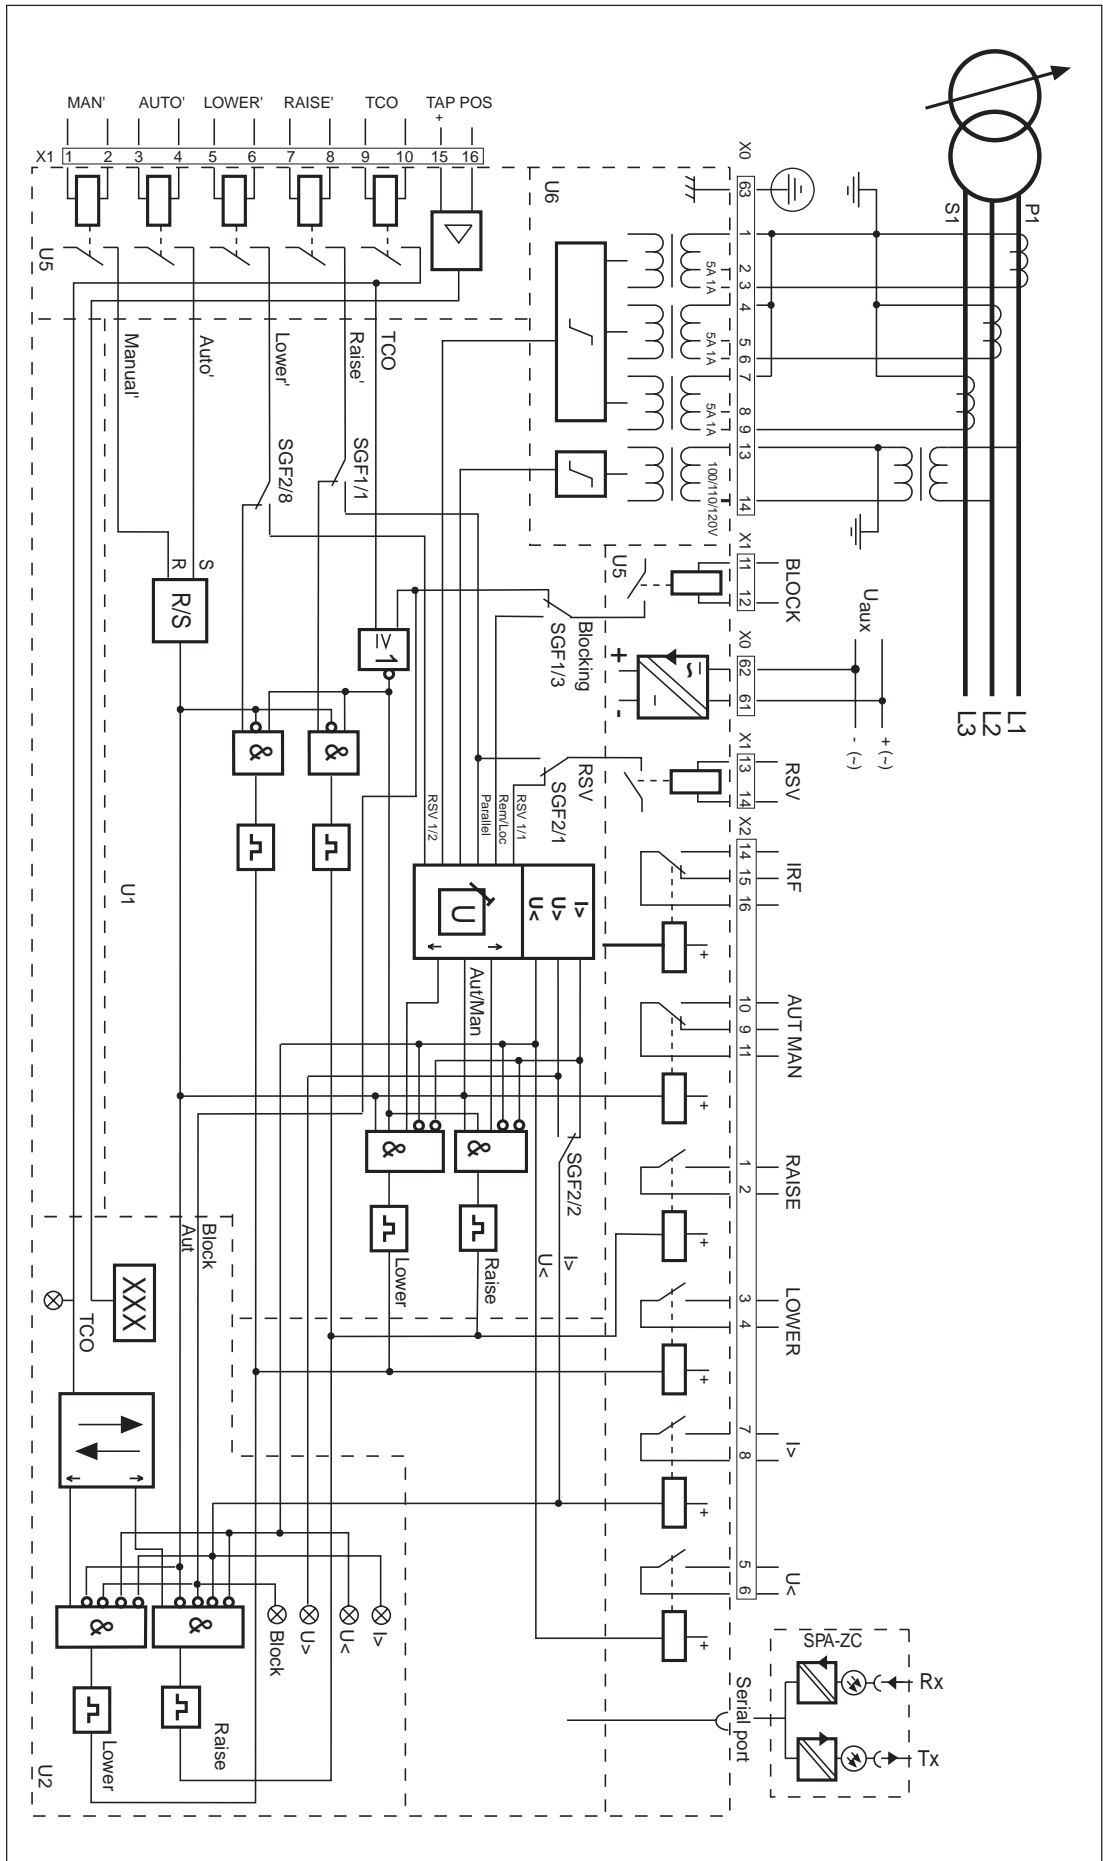 MAN' AUTO' LOWER' RAISE' TCO TAP POS
+
X1 1 2 3 4 5 6 7 8 9 10 15 16
U5
U6
X0
63
1
2
3
4
5
6
7
8
9
13
14
5A 1A
5A 1A
5A 1A
100/110/120V
S1
P1
L1
L2
L3
X1
11
12
BLOCK
U5
X0
62
61
Uaux
+ (~)
- (~)
X1
13
14
RSV
X2
14
15
16
IRF
+
10
9
11
AUT MAN
+
1
2
RAISE
+
3
4
LOWER
+
7
8
I>
+
5
6
U<
+
Manual'
Auto'
Lower'
Raise'
TCO
SGF2/8
SGF1/1
S
R
R/S
≥ 1
Blocking
SGF1/3
+
-
~
RSV
SGF2/1
&
&
RSV 1/2
Parallel
Rem/Loc
RSV 1/1
U
U<
U>
I>
U1
Aut/Man
&
&
SGF2/2
Lower
Raise
U<
I>
Block
Aut
XXX
TCO
&
&
Block
U>
U<
I>
Lower
Raise
U2
Serial port
SPA-ZC
Rx
Tx